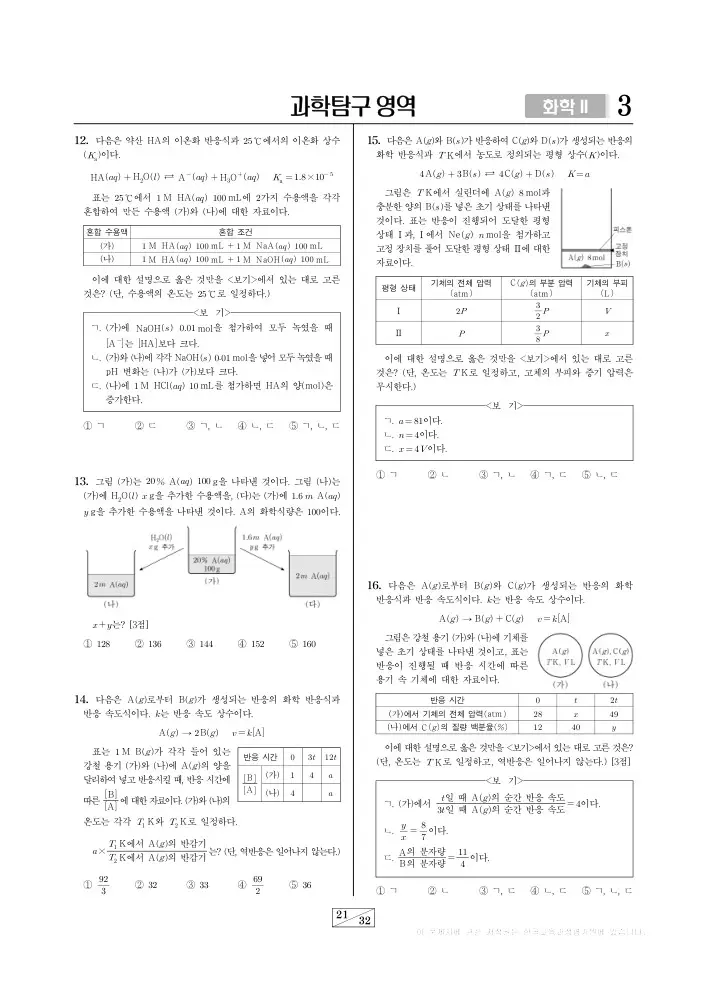 과학탐구 영역
화학Ⅱ 3
12. 다음은 약산 HA의 이온화 반응식과 25℃에서의 이온화 상수
(Kₐ)이다.
HA(aq)+H₂O(l) ⇄ A⁻(aq)+H₃O⁺(aq) Kₐ=1.8×10⁻⁵
표는 25℃에서 1 M HA(aq) 100 mL에 2가지 수용액을 각각
혼합하여 만든 수용액 (가)와 (나)에 대한 자료이다.
혼합 수용액 혼합 조건
(가) 1 M HA(aq) 100 mL + 1 M NaA(aq) 100 mL
(나) 1 M HA(aq) 100 mL + 1 M NaOH(aq) 100 mL
이에 대한 설명으로 옳은 것만을 <보기>에서 있는 대로 고른
것은? (단, 수용액의 온도는 25℃로 일정하다.)
<보 기>
ㄱ. (가)에 NaOH(s) 0.01 mol을 첨가하여 모두 녹였을 때
[A⁻]는 [HA]보다 크다.
ㄴ. (가)와 (나)에 각각 NaOH(s) 0.01 mol을 넣어 모두 녹였을 때
pH 변화는 (나)가 (가)보다 크다.
ㄷ. (나)에 1 M HCl(aq) 10 mL를 첨가하면 HA의 양(mol)은
증가한다.
① ㄱ ② ㄷ ③ ㄱ, ㄴ ④ ㄴ, ㄷ ⑤ ㄱ, ㄴ, ㄷ
13. 그림 (가)는 20% A(aq) 100 g을 나타낸 것이다. 그림 (나)는
(가)에 H₂O(l) x g을 추가한 수용액을, (다)는 (가)에 1.6 m A(aq)
y g을 추가한 수용액을 나타낸 것이다. A의 화학식량은 100이다.
H₂O(l)
x g 추가
1.6 m A(aq)
y g 추가
20% A(aq)
100 g
(가)
2 m A(aq)
(나)
2 m A(aq)
(다)
x+y는? [3점]
① 128 ② 136 ③ 144 ④ 152 ⑤ 160
14. 다음은 A(g)로부터 B(g)가 생성되는 반응의 화학 반응식과
반응 속도식이다. k는 반응 속도 상수이다.
A(g) → 2B(g) v=k[A]
표는 1 M B(g)가 각각 들어 있는
강철 용기 (가)와 (나)에 A(g)의 양을
달리하여 넣고 반응시킬 때, 반응 시간에
따른 [B]/[A]에 대한 자료이다. (가)와 (나)의
온도는 각각 T₁K와 T₂K로 일정하다.
반응 시간 0 3t 12t
[B]/[A] (가) 1 4 a
(나) 4 a
a× T₁K에서 A(g)의 반감기 / T₂K에서 A(g)의 반감기 는? (단, 역반응은 일어나지 않는다.)
① 92/3 ② 32 ③ 33 ④ 69/2 ⑤ 36
15. 다음은 A(g)와 B(s)가 반응하여 C(g)와 D(s)가 생성되는 반응의
화학 반응식과 T K에서 농도로 정의되는 평형 상수(K)이다.
4A(g)+3B(s) ⇄ 4C(g)+D(s) K=a
그림은 T K에서 실린더에 A(g) 8 mol과
충분한 양의 B(s)를 넣은 초기 상태를 나타낸
것이다. 표는 반응이 진행되어 도달한 평형
상태 Ⅰ과, Ⅰ에서 Ne(g) n mol을 첨가하고
고정 장치를 풀어 도달한 평형 상태 Ⅱ에 대한
자료이다.
피스톤
고정
장치
A(g) 8 mol
B(s)
평형 상태 기체의 전체 압력 (atm) C(g)의 부분 압력 (atm) 기체의 부피 (L)
Ⅰ 2P 3/2 P V
Ⅱ P 3/8 P x
이에 대한 설명으로 옳은 것만을 <보기>에서 있는 대로 고른
것은? (단, 온도는 T K로 일정하고, 고체의 부피와 증기 압력은
무시한다.)
<보 기>
ㄱ. a=81이다.
ㄴ. n=4이다.
ㄷ. x=4V이다.
① ㄱ ② ㄴ ③ ㄱ, ㄴ ④ ㄱ, ㄷ ⑤ ㄴ, ㄷ
16. 다음은 A(g)로부터 B(g)와 C(g)가 생성되는 반응의 화학
반응식과 반응 속도식이다. k는 반응 속도 상수이다.
A(g) → B(g) + C(g) v=k[A]
그림은 강철 용기 (가)와 (나)에 기체를
넣은 초기 상태를 나타낸 것이고, 표는
반응이 진행될 때 반응 시간에 따른
용기 속 기체에 대한 자료이다.
A(g)
T K, V L
(가)
A(g), C(g)
T K, V L
(나)
반응 시간 0 t 2t
(가)에서 기체의 전체 압력(atm) 28 x 49
(나)에서 C(g)의 질량 백분율(%) 12 40 y
이에 대한 설명으로 옳은 것만을 <보기>에서 있는 대로 고른 것은?
(단, 온도는 T K로 일정하고, 역반응은 일어나지 않는다.) [3점]
<보 기>
ㄱ. (가)에서 t일 때 A(g)의 순간 반응 속도 / 3t일 때 A(g)의 순간 반응 속도 =4이다.
ㄴ. y/x = 8/7이다.
ㄷ. A의 분자량 / B의 분자량 = 11/4 이다.
① ㄱ ② ㄴ ③ ㄱ, ㄷ ④ ㄴ, ㄷ ⑤ ㄱ, ㄴ, ㄷ
21
32
이 문제지에 관한 저작권은 한국교육과정평가원에 있습니다.